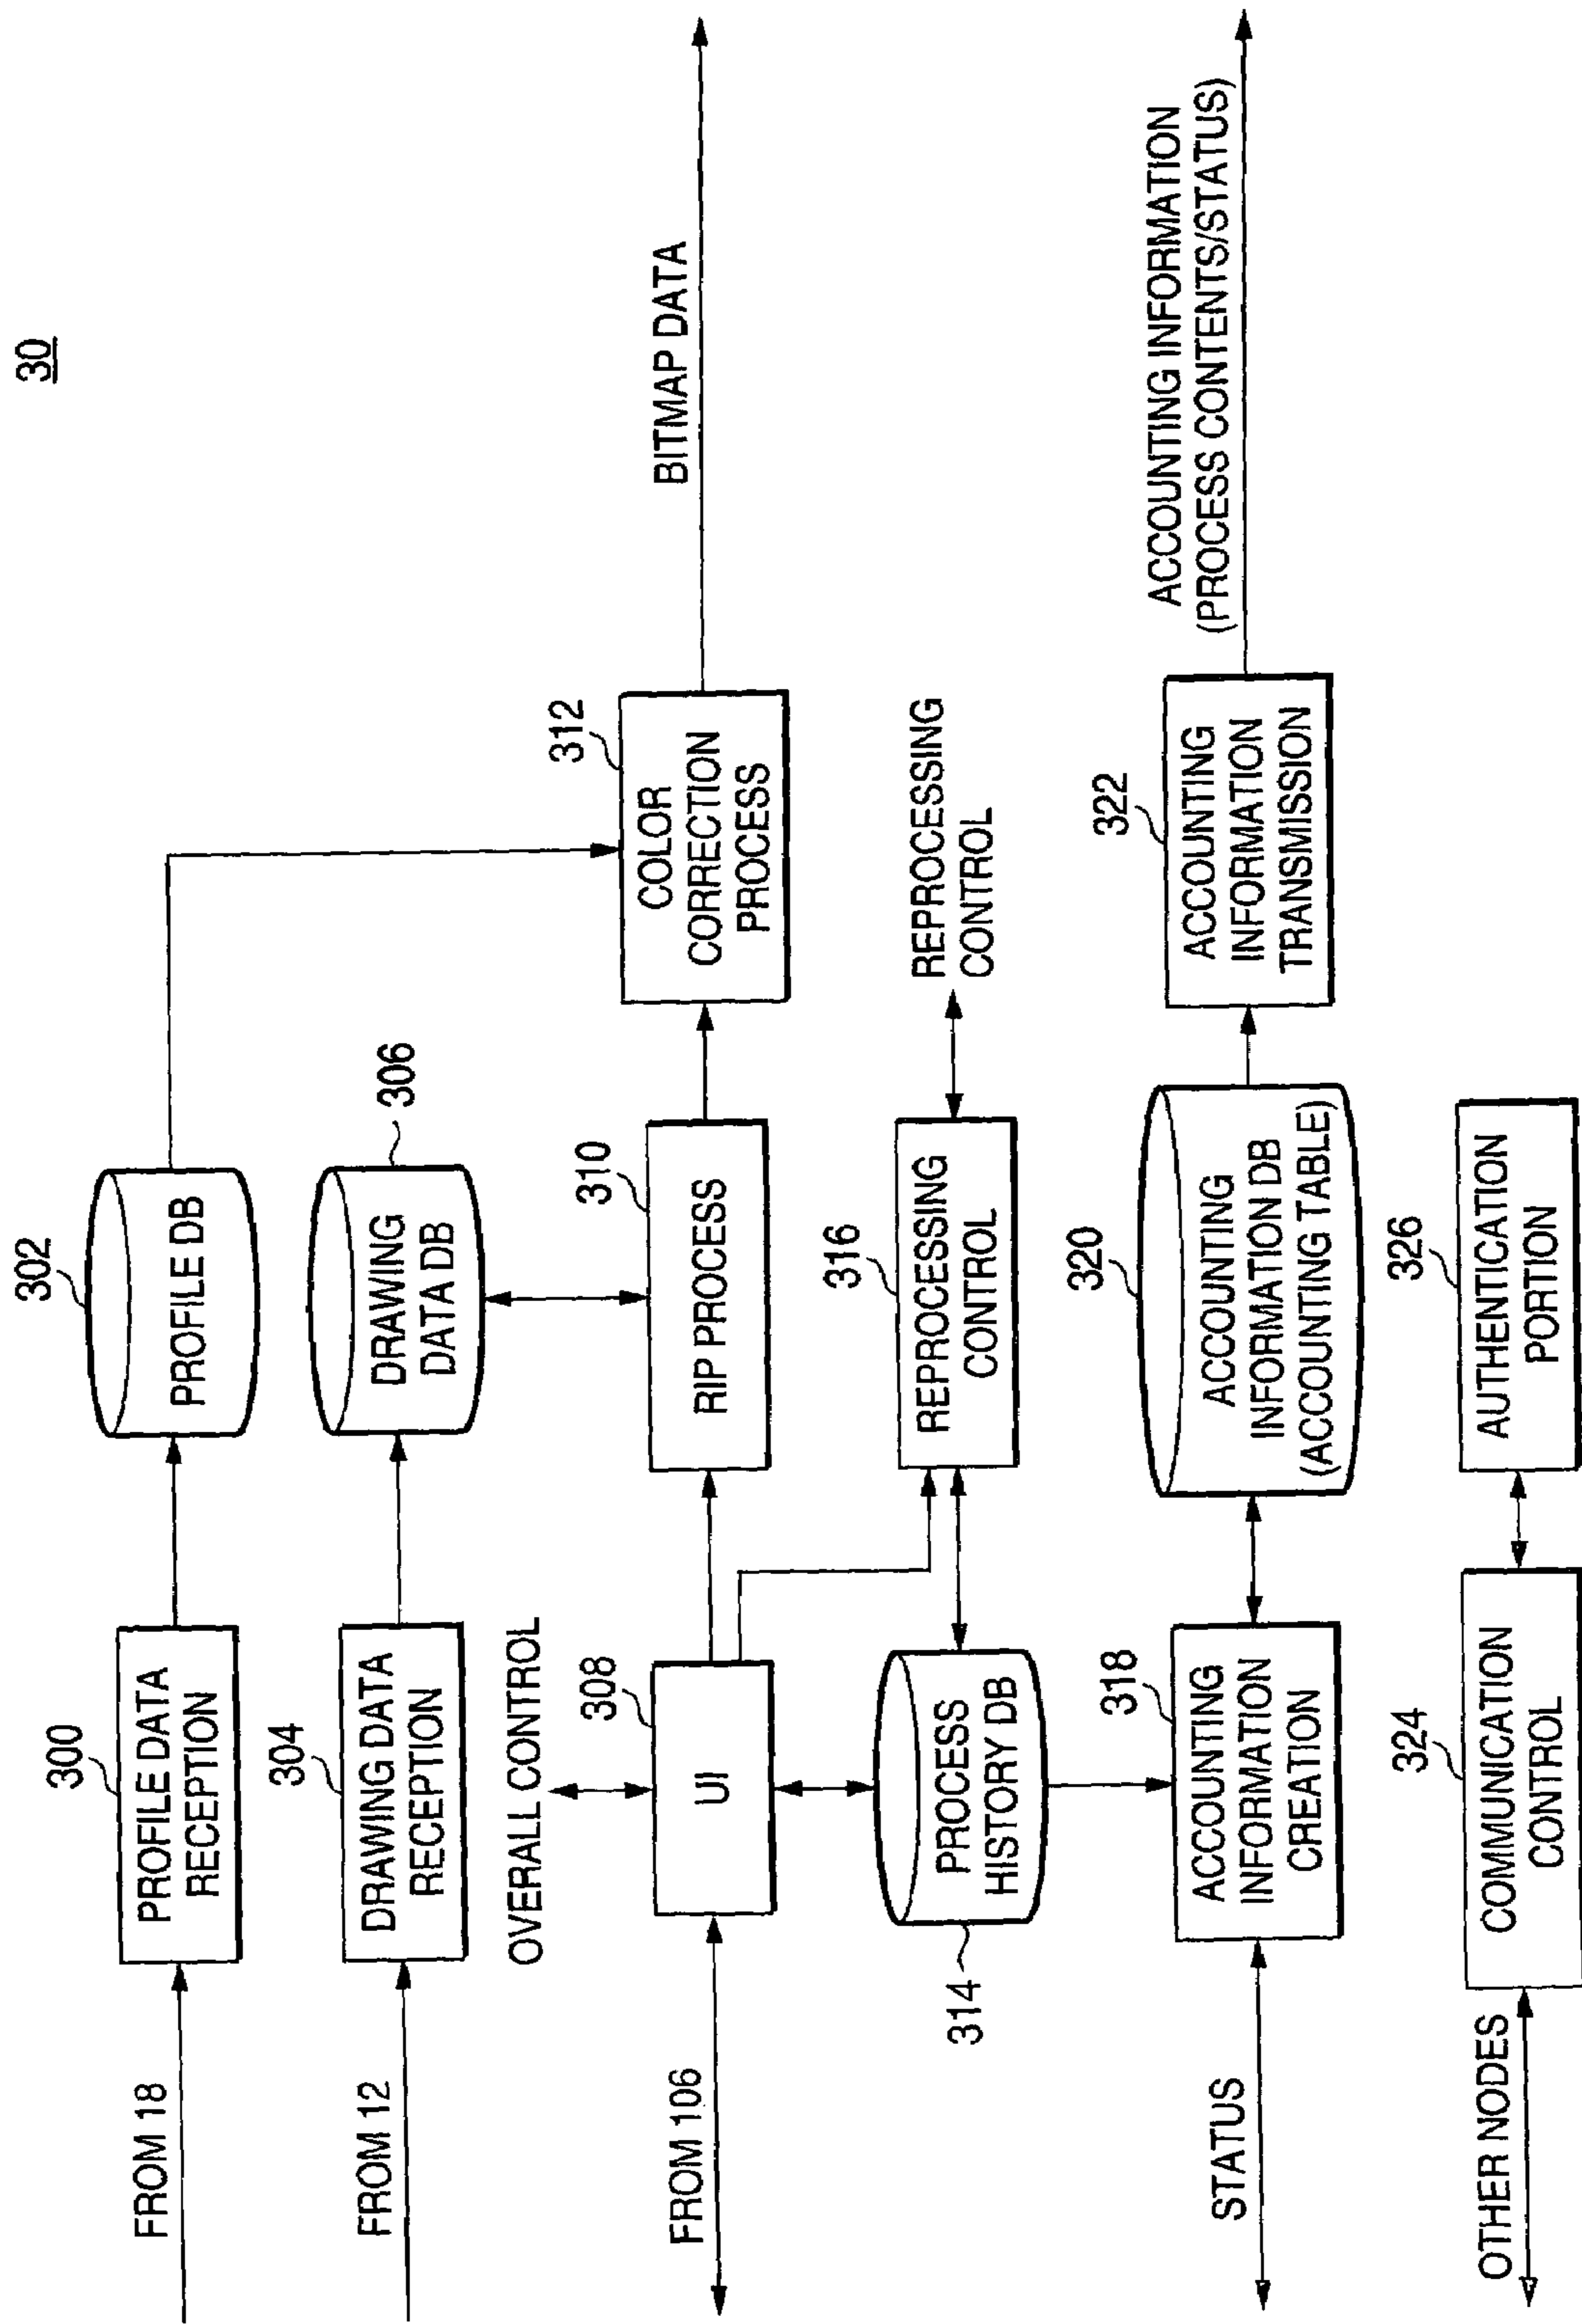 30
FROM 18
300
PROFILE DATA
RECEPTION
302
PROFILE DB
FROM 12
304
DRAWING DATA
RECEPTION
306
DRAWING
DATA DB
OVERALL CONTROL
FROM 106
308
UI
310
RIP PROCESS
312
COLOR
CORRECTION
PROCESS
BITMAP DATA
314
PROCESS
HISTORY DB
316
REPROCESSING
CONTROL
REPROCESSING
CONTROL
STATUS
318
ACCOUNTING
INFORMATION
CREATION
320
ACCOUNTING
INFORMATION DB
(ACCOUNTING TABLE)
322
ACCOUNTING
INFORMATION
TRANSMISSION
ACCOUNTING INFORMATION
(PROCESS CONTENTS/STATUS)
OTHER NODES
324
COMMUNICATION
CONTROL
326
AUTHENTICATION
PORTION